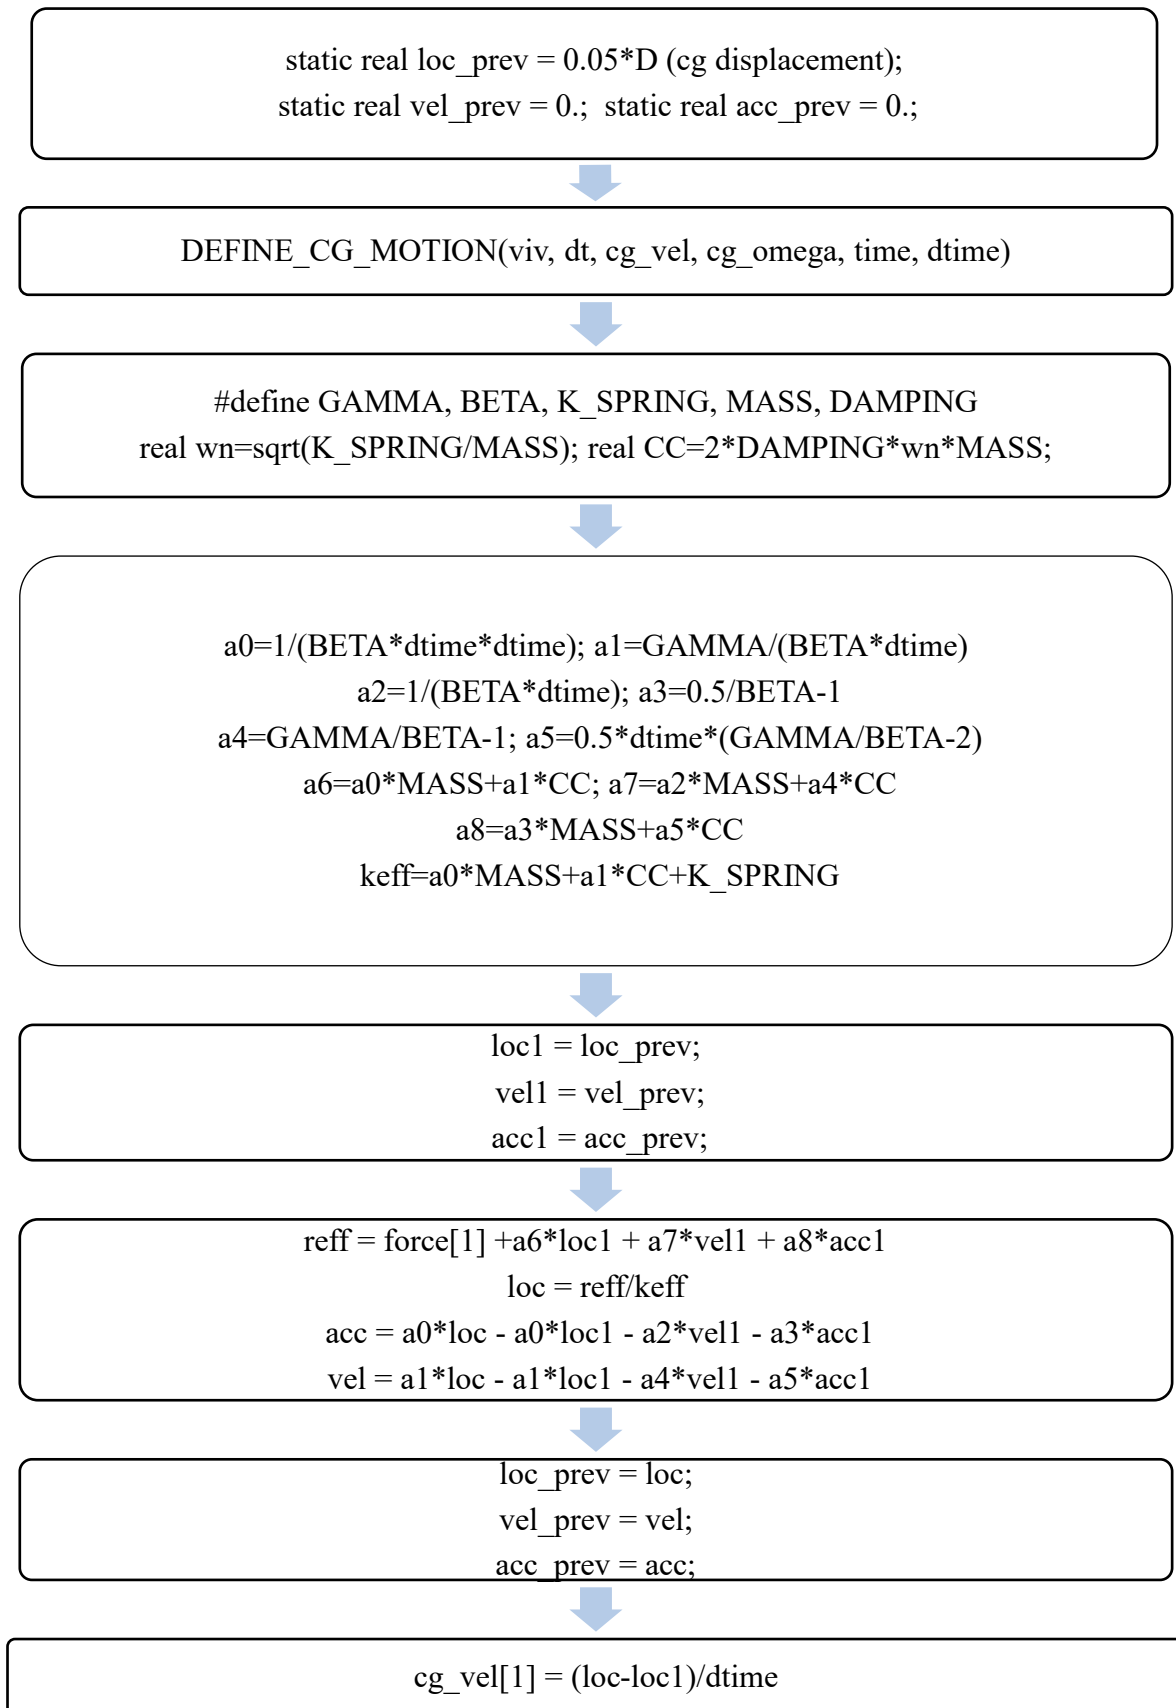 static real loc_prev = 0.05*D (cg displacement);
static real vel_prev = 0.;  static real acc_prev = 0.;
DEFINE_CG_MOTION(viv, dt, cg_vel, cg_omega, time, dtime)
#define GAMMA, BETA, K_SPRING, MASS, DAMPING
real wn=sqrt(K_SPRING/MASS); real CC=2*DAMPING*wn*MASS;
a0=1/(BETA*dtime*dtime); a1=GAMMA/(BETA*dtime)
a2=1/(BETA*dtime); a3=0.5/BETA-1
a4=GAMMA/BETA-1; a5=0.5*dtime*(GAMMA/BETA-2)
a6=a0*MASS+a1*CC; a7=a2*MASS+a4*CC
a8=a3*MASS+a5*CC
keff=a0*MASS+a1*CC+K_SPRING
loc1 = loc_prev;
vel1 = vel_prev;
acc1 = acc_prev;
reff = force[1] +a6*loc1 + a7*vel1 + a8*acc1
loc = reff/keff
acc = a0*loc - a0*loc1 - a2*vel1 - a3*acc1
vel = a1*loc - a1*loc1 - a4*vel1 - a5*acc1
loc_prev = loc;
vel_prev = vel;
acc_prev = acc;
cg_vel[1] = (loc-loc1)/dtime